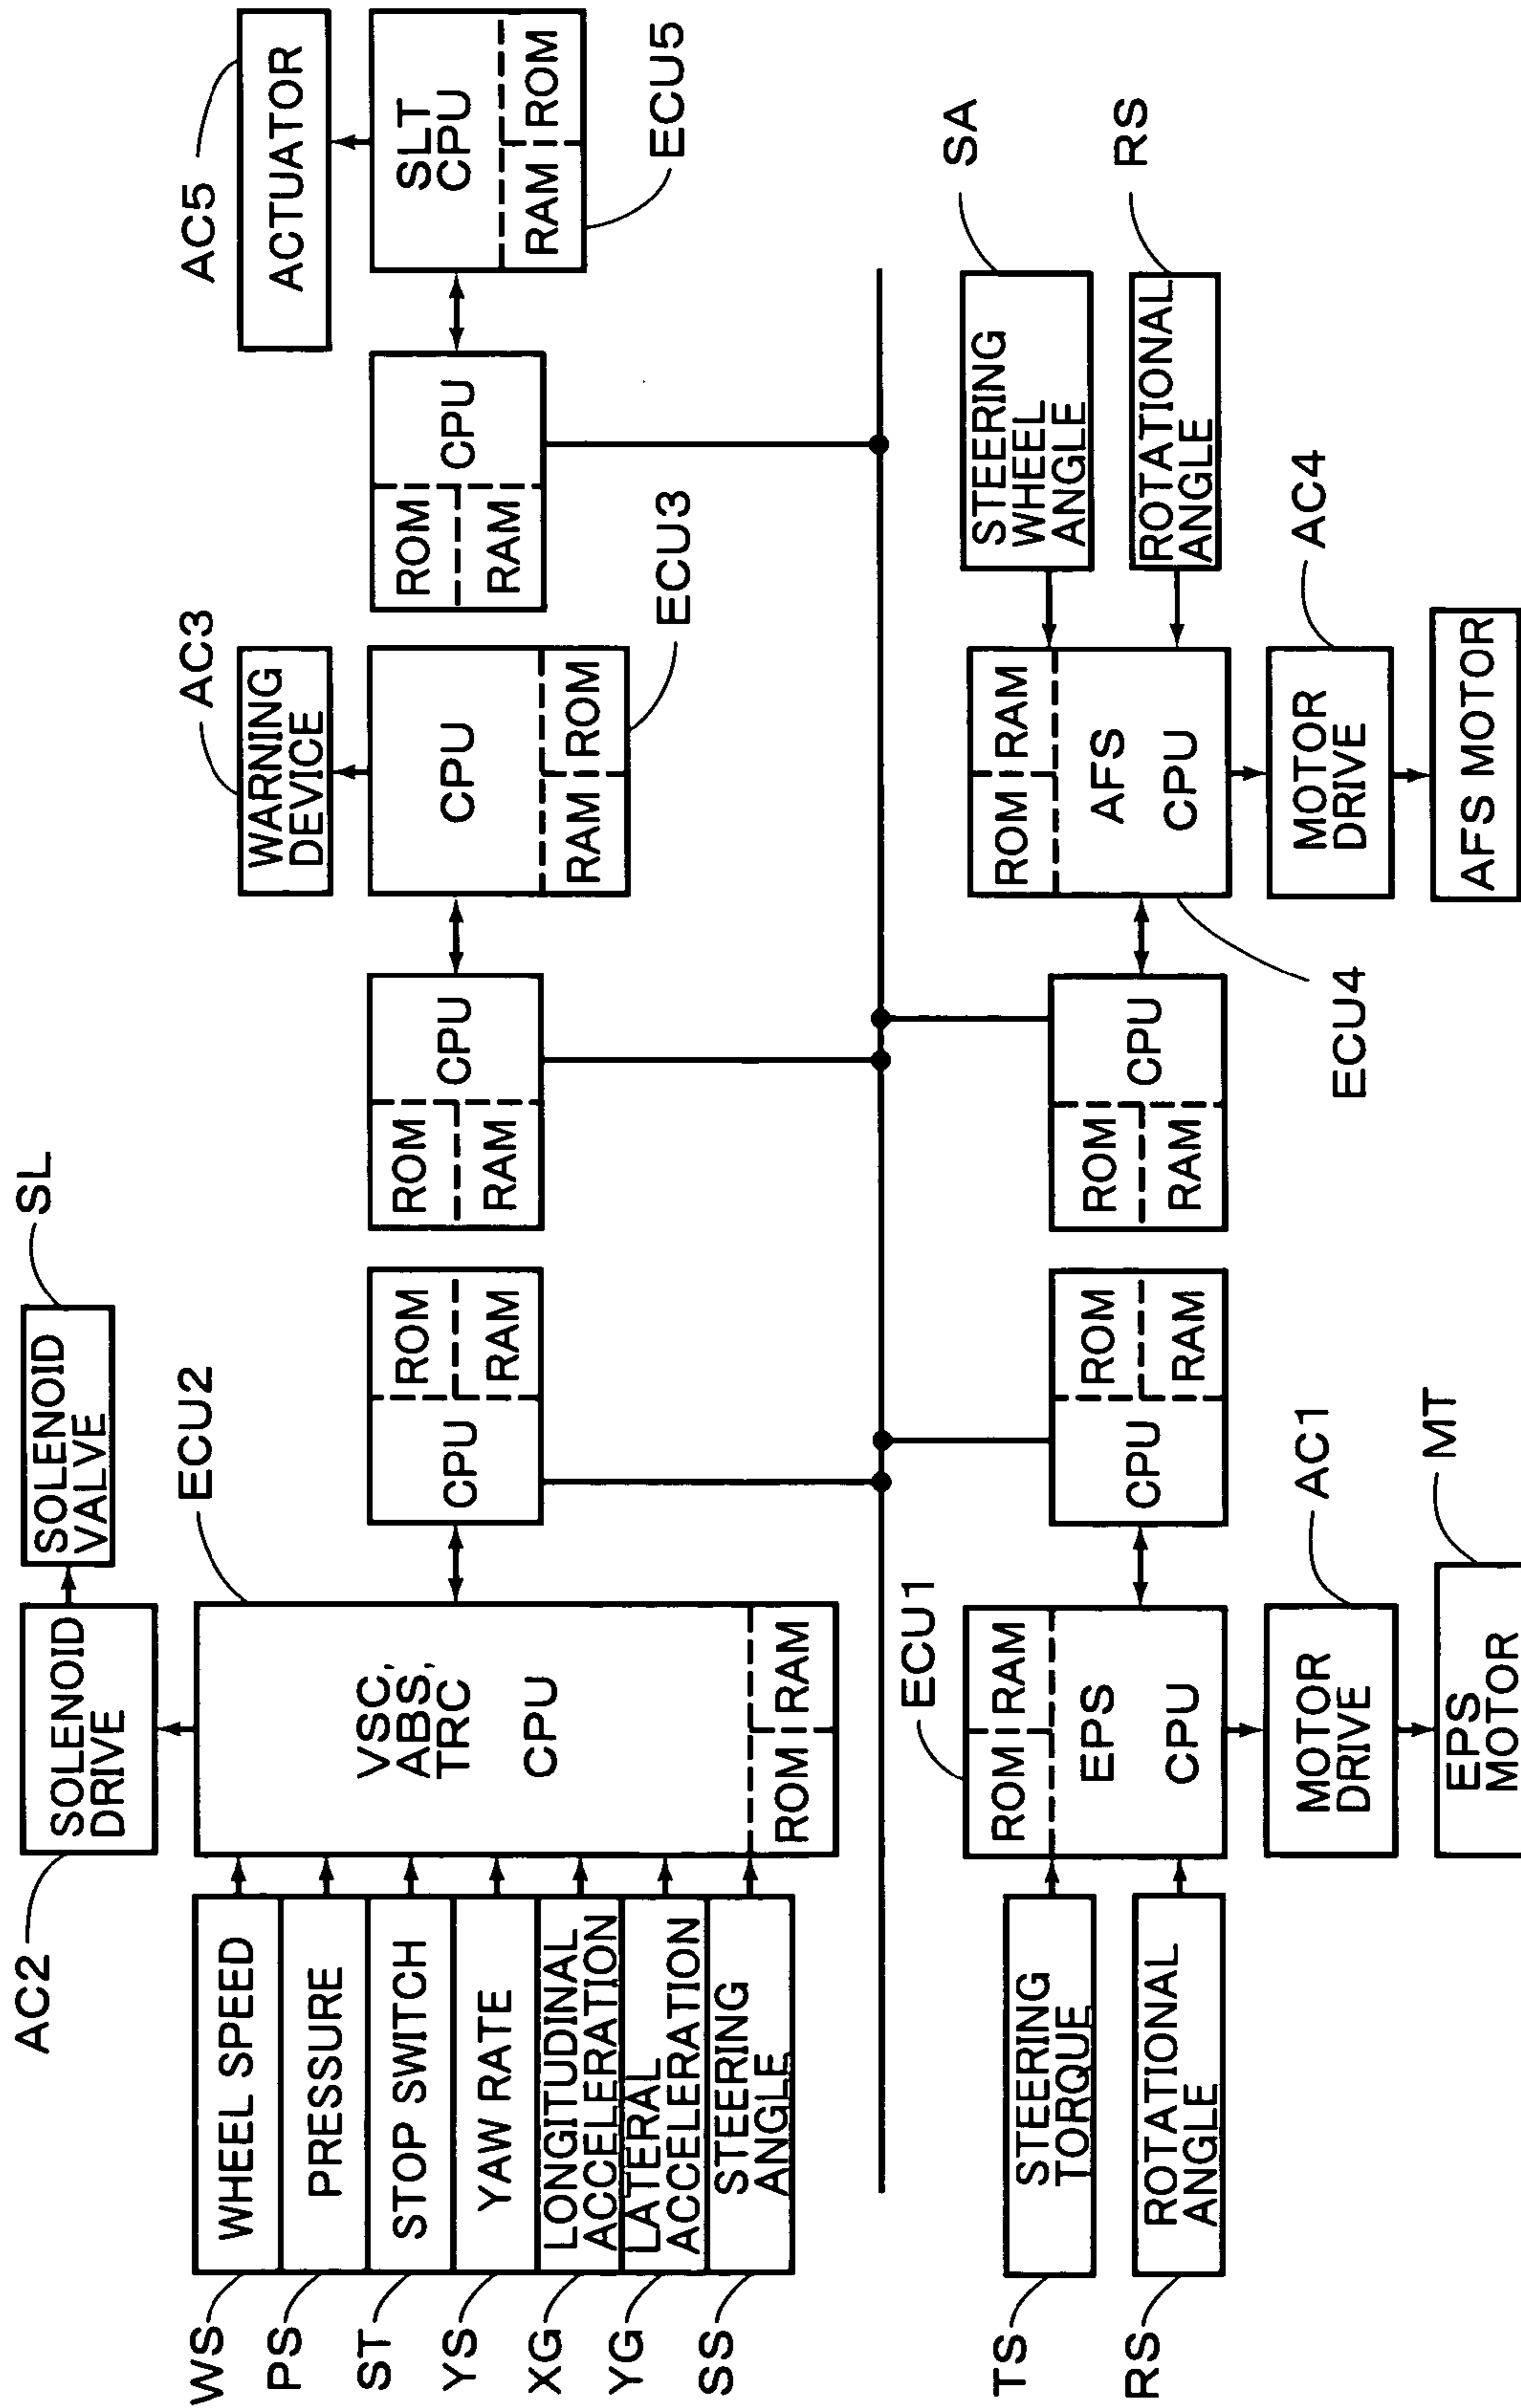 AC2
SOLENOID
DRIVE
SOLENOID
VALVE
SL
ECU2
WS
WHEEL SPEED
PS
PRESSURE
ST
STOP SWITCH
YS
YAW RATE
XG
LONGITUDINAL
ACCELERATION
YG
LATERAL
ACCELERATION
SS
STEERING
ANGLE
VSC,
ABS,
TRC
CPU
ROM
RAM
CPU
ROM
RAM
ROM
RAM
CPU
AC3
WARNING
DEVICE
CPU
RAM
ROM
ECU3
ROM
RAM
CPU
AC5
ACTUATOR
SLT
CPU
RAM
ROM
ECU5
TS
STEERING
TORQUE
RS
ROTATIONAL
ANGLE
ECU1
ROM
RAM
EPS
CPU
MOTOR
DRIVE
AC1
EPS
MOTOR
MT
CPU
ROM
RAM
ROM
RAM
CPU
ECU4
ROM
RAM
AFS
CPU
MOTOR
DRIVE
AC4
AFS MOTOR
STEERING
WHEEL
ANGLE
SA
ROTATIONAL
ANGLE
RS